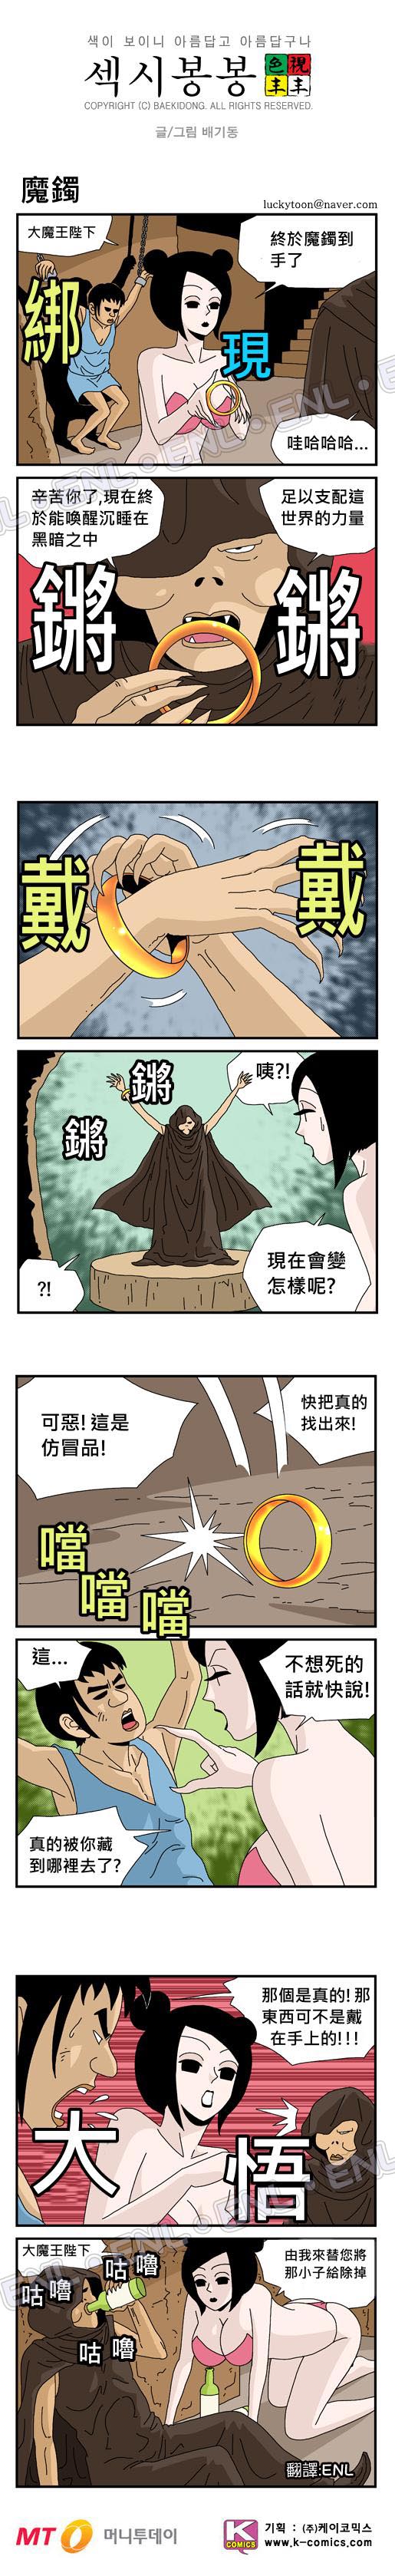 색이 보이니 아름답고 아름답구나
섹시봉봉 色視主主
COPYRIGHT (C) BAEKIDONG. ALL RIGHTS RESERVED.
글/그림 배기동
魔鐲
luckytoon@naver.com
大魔王陛下
終於魔鐲到
手了
綁
現
哇哈哈哈...
ENL
辛苦你了,現在終
於能喚醒沉睡在
黑暗之中
足以支配這
世界的力量
鏘
鏘
戴
戴
鏘
鏘
咦?!
?!
現在會變
怎樣呢?
可惡! 這是
仿冒品!
快把真的
找出來!
噹
噹
噹
這...
不想死的
話就快說!
真的被你藏
到哪裡去了?
那個是真的! 那
東西可不是戴
在手上的!!!
大
悟
ENL
大魔王陛下
咕嚕
咕嚕
咕嚕
由我來替您將
那小子給除掉
翻譯:ENL
MT 머니투데이
K COMICS
기획 : (주)케이코믹스
www.k-comics.com